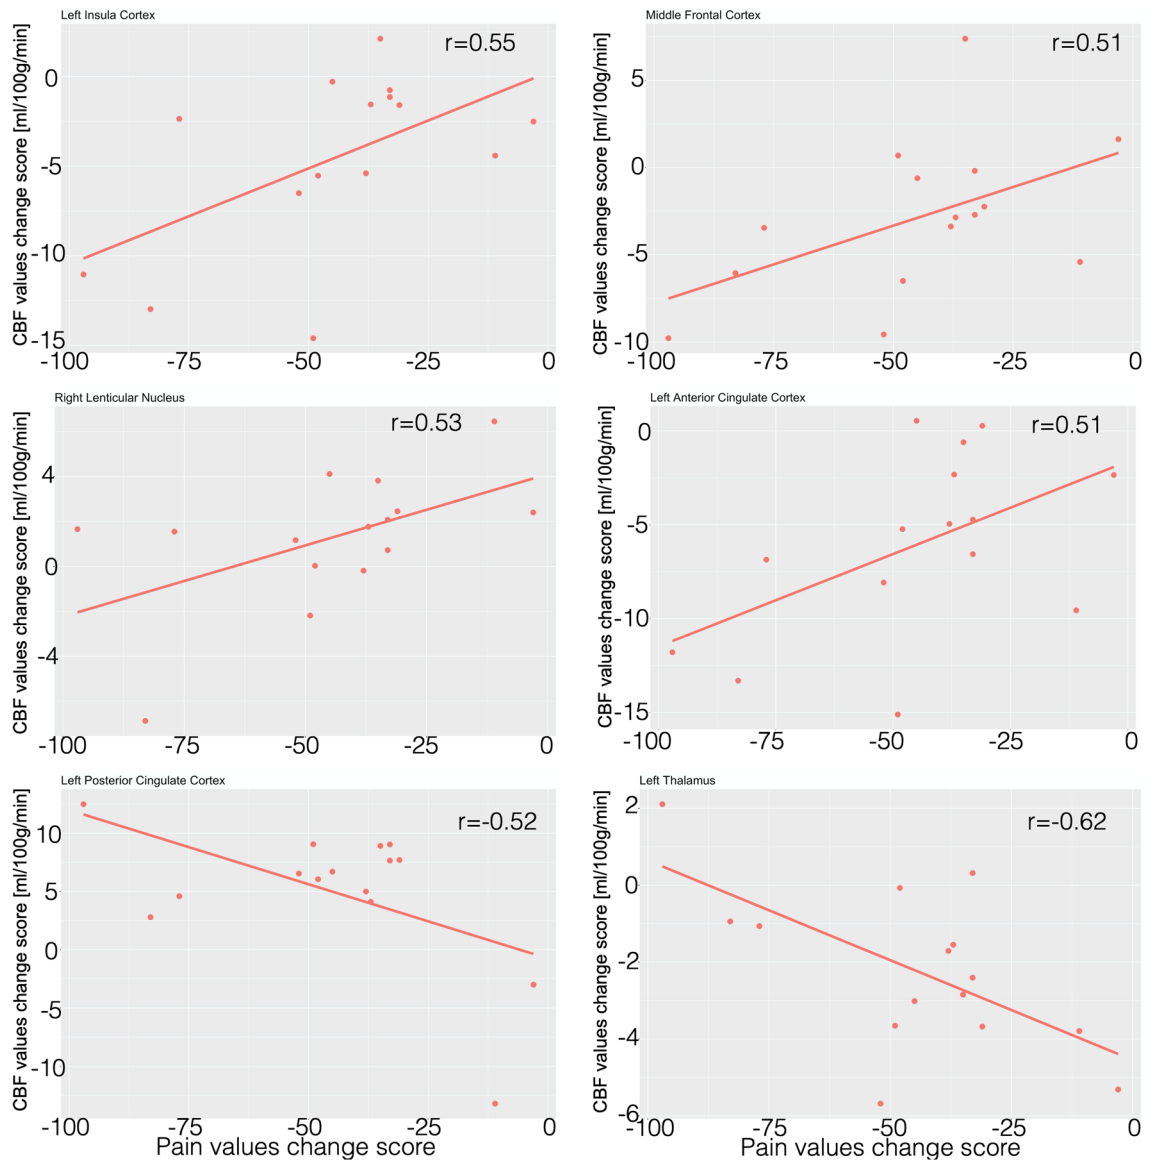 Left Insula Cortex
r=0.55
CBF values change score [ml/100g/min]
0
-5
-10
-15
-100 -75 -50 -25 0
Middle Frontal Cortex
r=0.51
CBF values change score [ml/100g/min]
5
0
-5
-10
-100 -75 -50 -25 0
Right Lenticular Nucleus
r=0.53
CBF values change score [ml/100g/min]
4
0
-4
-100 -75 -50 -25 0
Left Anterior Cingulate Cortex
r=0.51
CBF values change score [ml/100g/min]
0
-5
-10
-15
-100 -75 -50 -25 0
Left Posterior Cingulate Cortex
r=-0.52
CBF values change score [ml/100g/min]
10
5
0
-5
-10
-100 -75 -50 -25 0
Pain values change score
Left Thalamus
r=-0.62
CBF values change score [ml/100g/min]
2
0
-2
-4
-6
-100 -75 -50 -25 0
Pain values change score